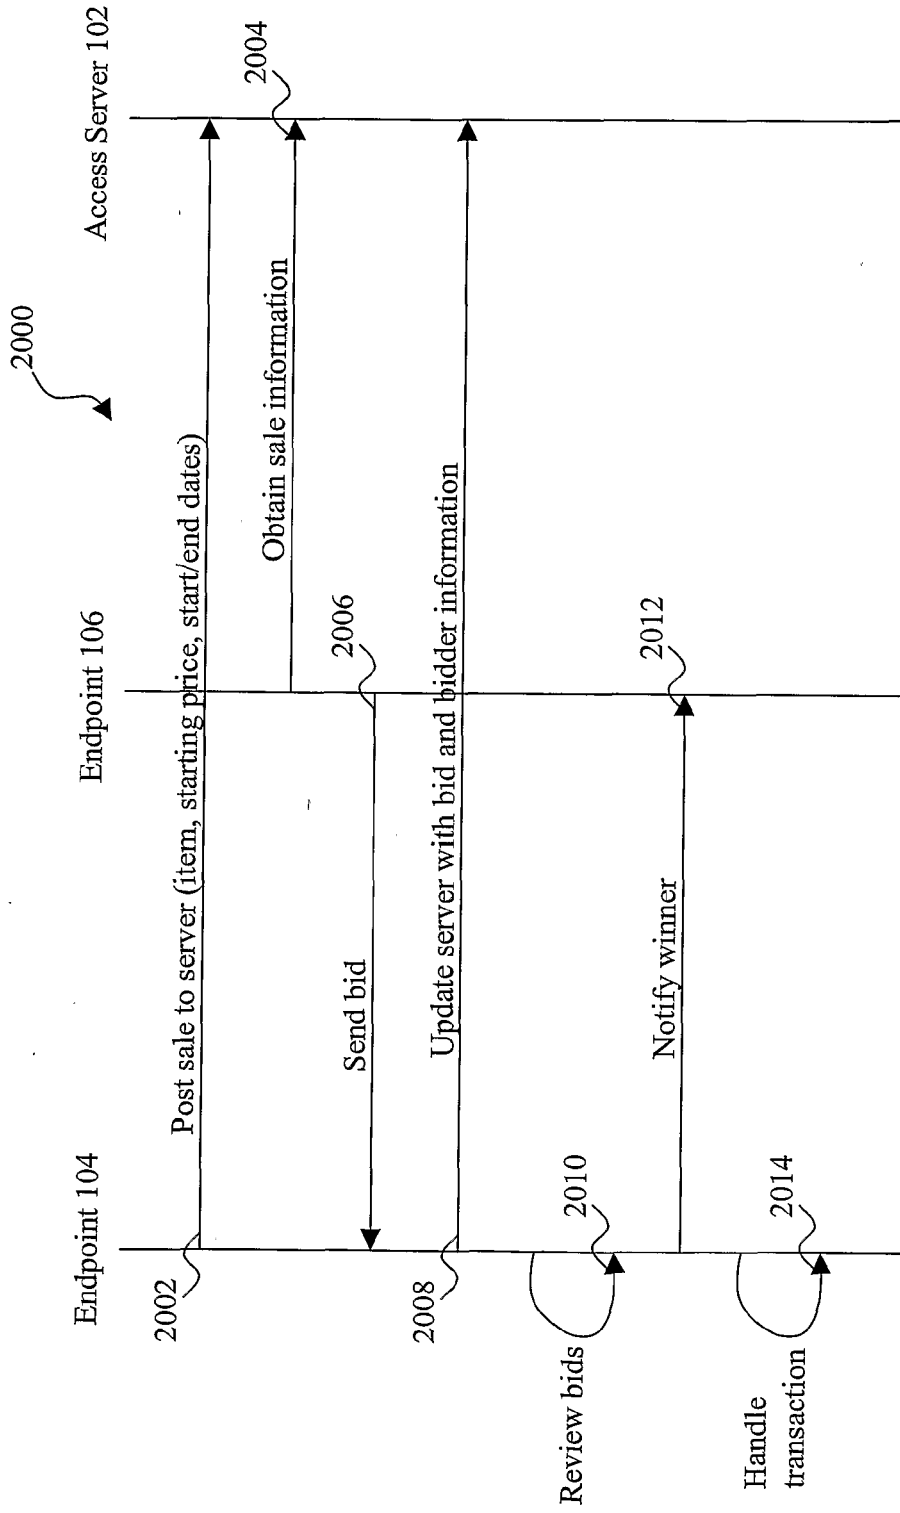 2000
Endpoint 104
Endpoint 106
Access Server 102
2002
Post sale to server (item, starting price, start/end dates)
Obtain sale information
2004
Send bid
2006
2008
Update server with bid and bidder information
Review bids
2010
Notify winner
2012
Handle
transaction
2014